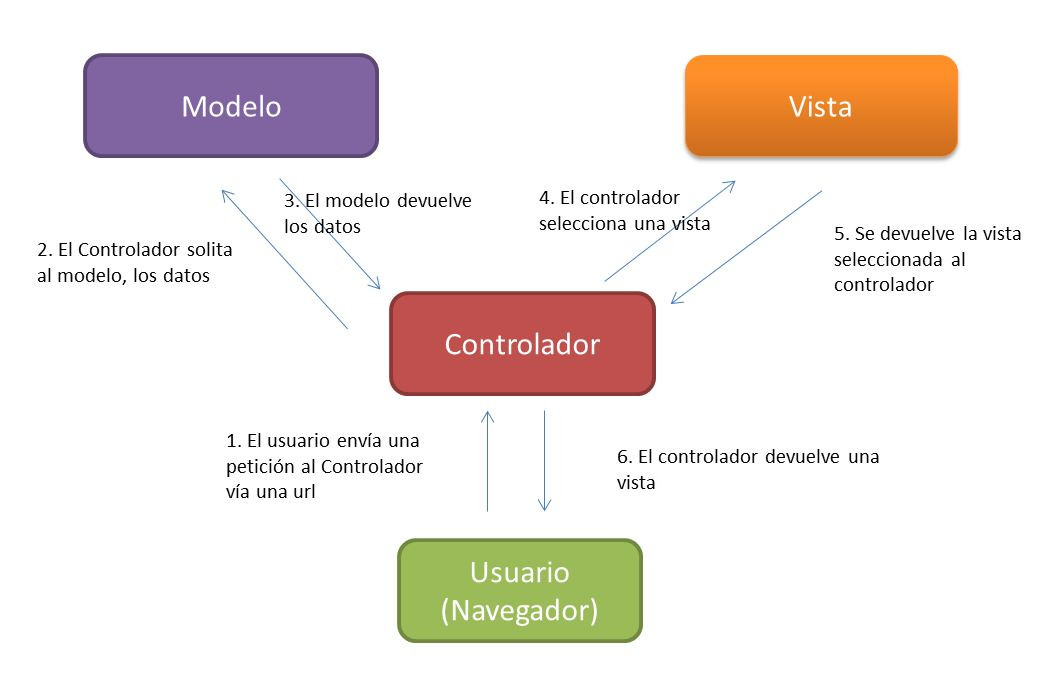 Modelo
Vista
3. El modelo devuelve
los datos
4. El controlador
selecciona una vista
2. El Controlador solita
al modelo, los datos
5. Se devuelve la vista
seleccionada al
controlador
Controlador
1. El usuario envía una
petición al Controlador
vía una url
6. El controlador devuelve una
vista
Usuario
(Navegador)